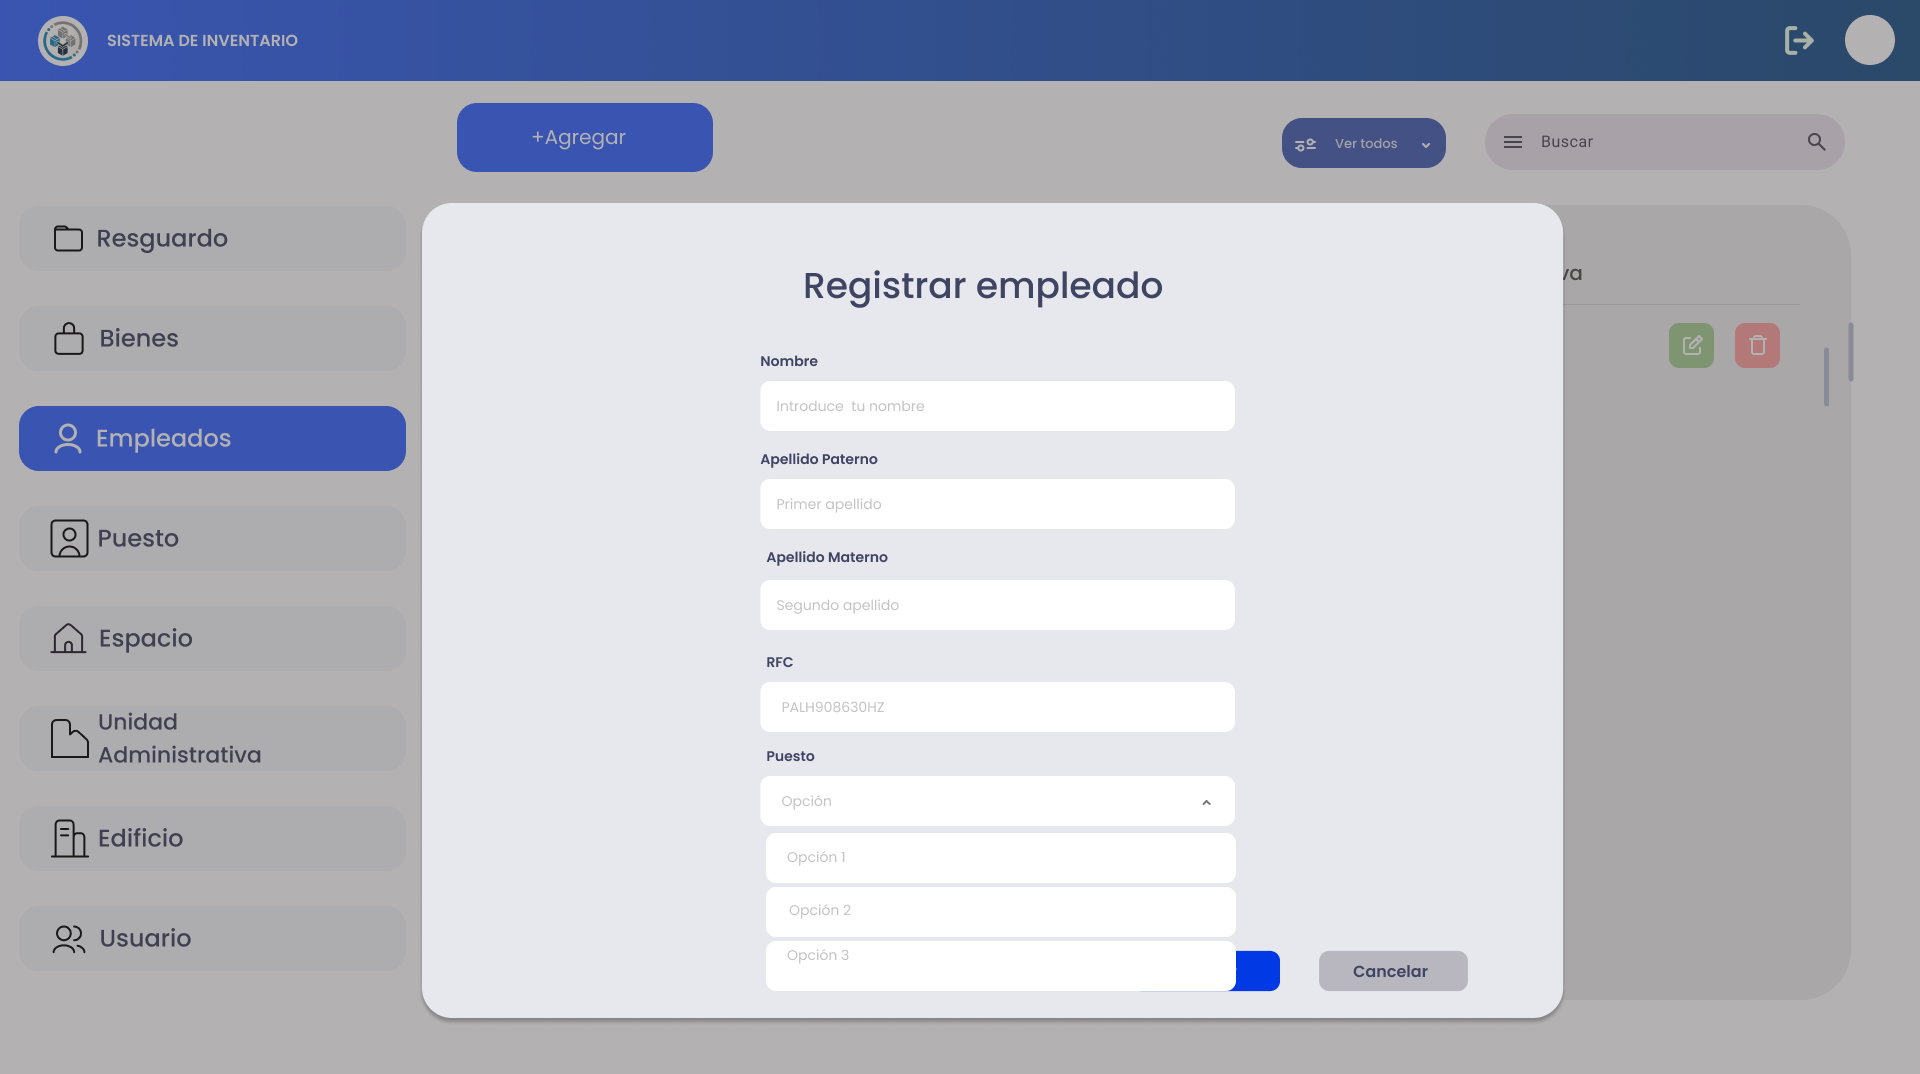 SISTEMA DE INVENTARIO
+Agregar
Ver todos
Buscar
Resguardo
Bienes
Empleados
Puesto
Espacio
Unidad
Administrativa
Edificio
Usuario
va
Registrar empleado
Nombre
Introduce  tu nombre
Apellido Paterno
Primer apellido
Apellido Materno
Segundo apellido
RFC
PALH908630HZ
Puesto
Opción
Opción 1
Opción 2
Opción 3
Cancelar